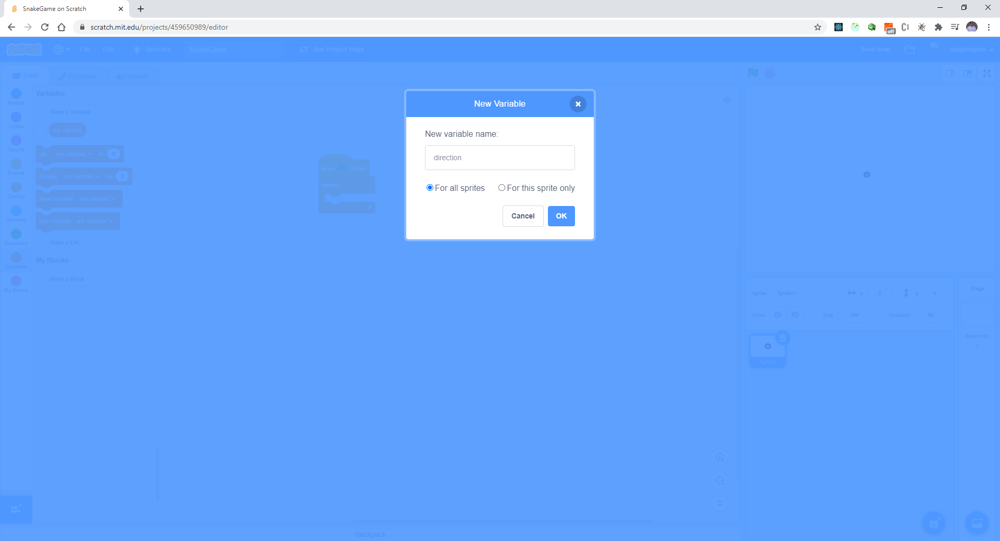 SnakeGame on Scratch
scratch.mit.edu/projects/459650989/editor
off
SCRATCH
File Edit Tutorials SnakeGame See Project Page Save Now tadgallagher
Code Costumes Sounds
Motion
Looks
Sound
Events
Control
Sensing
Operators
Variables
My Blocks
Variables
Make a Variable
my variable
set my variable to 0
change my variable by 1
show variable my variable
hide variable my variable
Make a List
My Blocks
Make a Block
when clicked
forever
New Variable
New variable name:
direction
For all sprites For this sprite only
Cancel OK
Sprite Sprite1 x 0 y 0
Show Size 100 Direction 90
Sprite1
Stage
Backdrops
1
Backpack